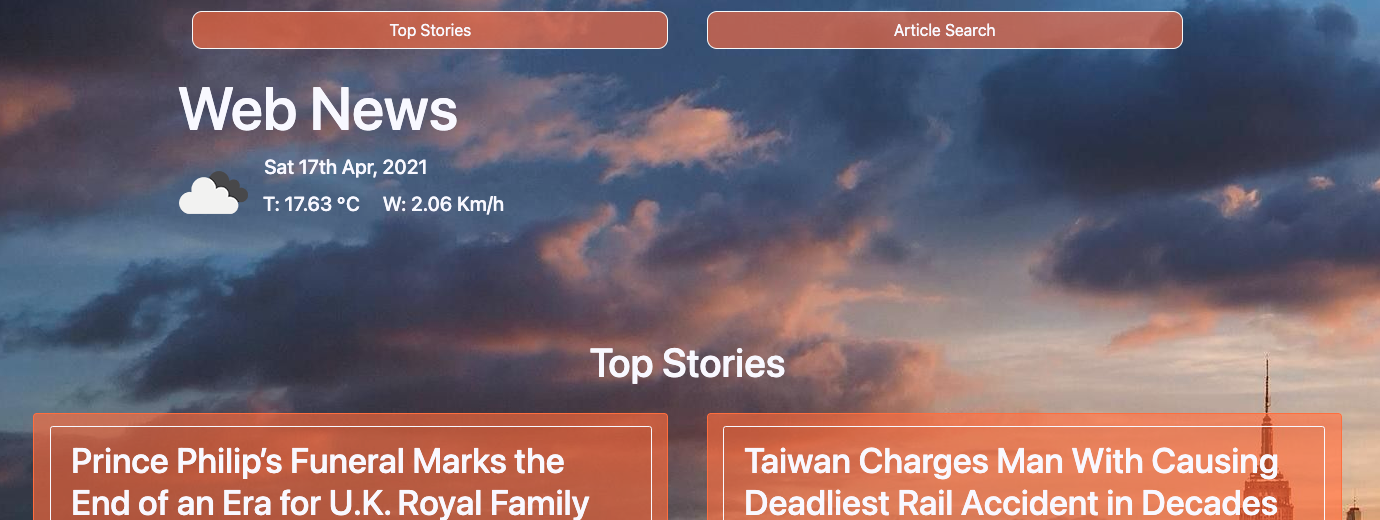 Top Stories
Article Search
Web News
Sat 17th Apr, 2021
T: 17.63 °C W: 2.06 Km/h
Top Stories
Prince Philip’s Funeral Marks the
End of an Era for U.K. Royal Family
Taiwan Charges Man With Causing
Deadliest Rail Accident in Decades